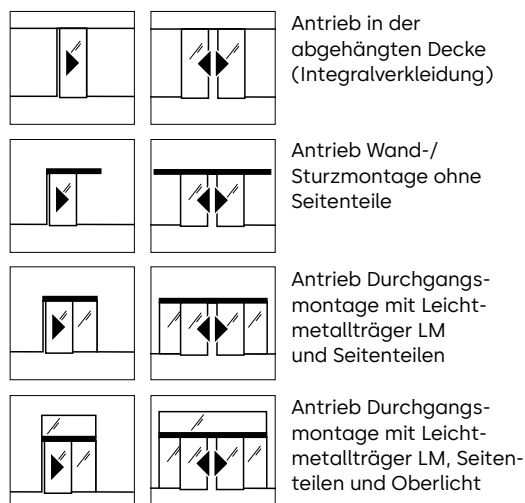 Antrieb in der
abgehängten Decke
(Integralverkleidung)
Antrieb Wand-/
Sturzmontage ohne
Seitenteile
Antrieb Durchgangs-
montage mit Leicht-
metallträger LM
und Seitenteilen
Antrieb Durchgangs-
montage mit Leicht-
metallträger LM, Seiten-
teilen und Oberlicht